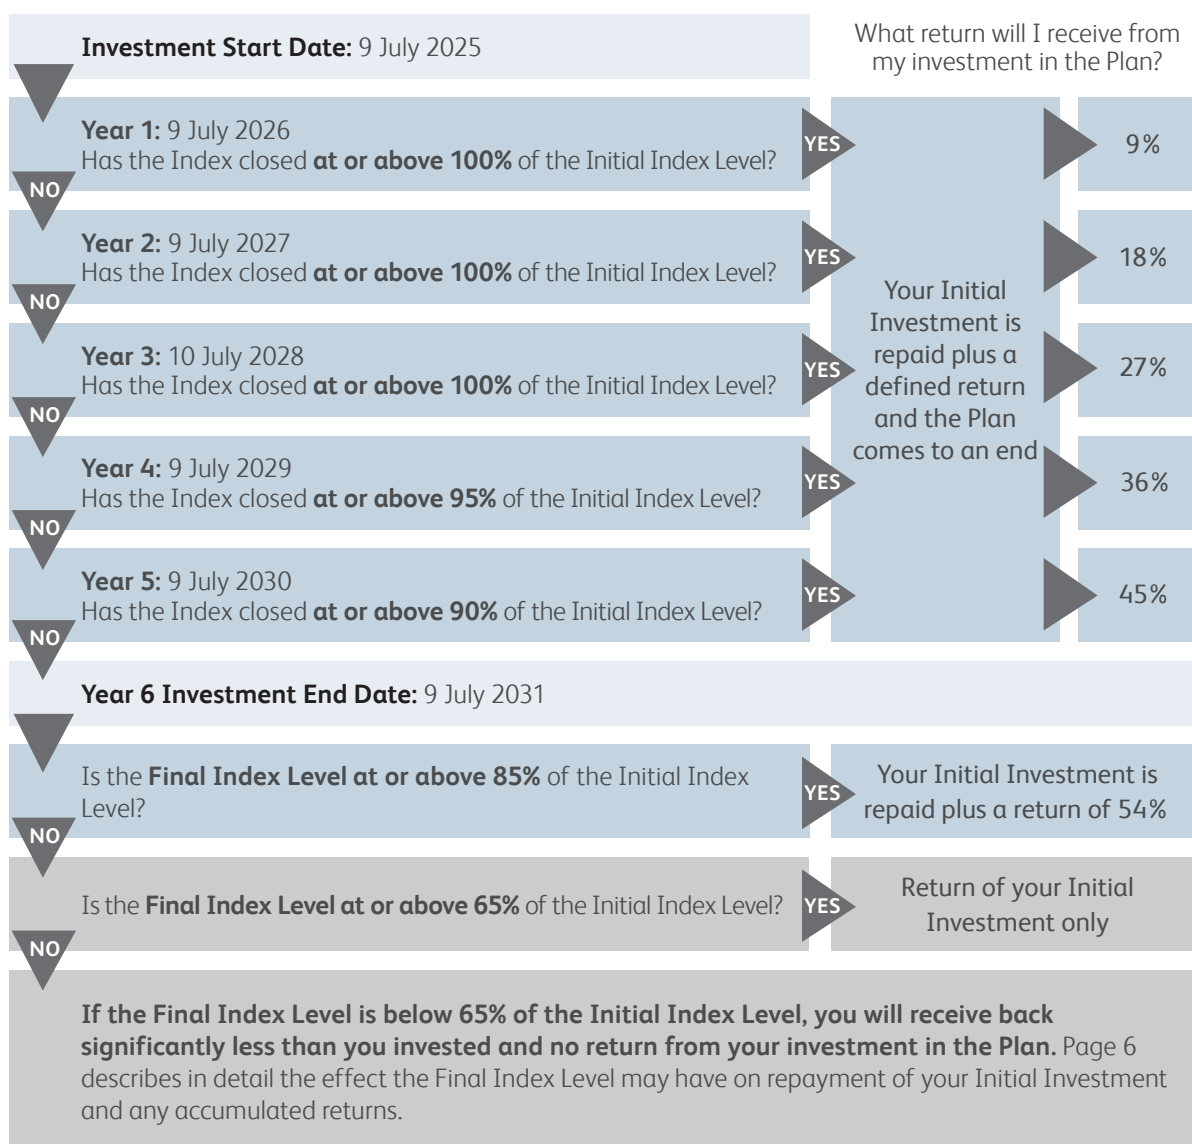 Investment Start Date: 9 July 2025
What return will I receive from
my investment in the Plan?
Year 1: 9 July 2026
Has the Index closed at or above 100% of the Initial Index Level?
YES
9%
NO
Year 2: 9 July 2027
Has the Index closed at or above 100% of the Initial Index Level?
YES
18%
NO
Year 3: 10 July 2028
Has the Index closed at or above 100% of the Initial Index Level?
YES
27%
NO
Year 4: 9 July 2029
Has the Index closed at or above 95% of the Initial Index Level?
YES
36%
NO
Year 5: 9 July 2030
Has the Index closed at or above 90% of the Initial Index Level?
YES
45%
NO
Your Initial
Investment is
repaid plus a
defined return
and the Plan
comes to an end
Year 6 Investment End Date: 9 July 2031
Is the Final Index Level at or above 85% of the Initial Index
Level?
YES
Your Initial Investment is
repaid plus a return of 54%
NO
Is the Final Index Level at or above 65% of the Initial Index Level?
YES
Return of your Initial
Investment only
NO
If the Final Index Level is below 65% of the Initial Index Level, you will receive back
significantly less than you invested and no return from your investment in the Plan. Page 6
describes in detail the effect the Final Index Level may have on repayment of your Initial Investment
and any accumulated returns.